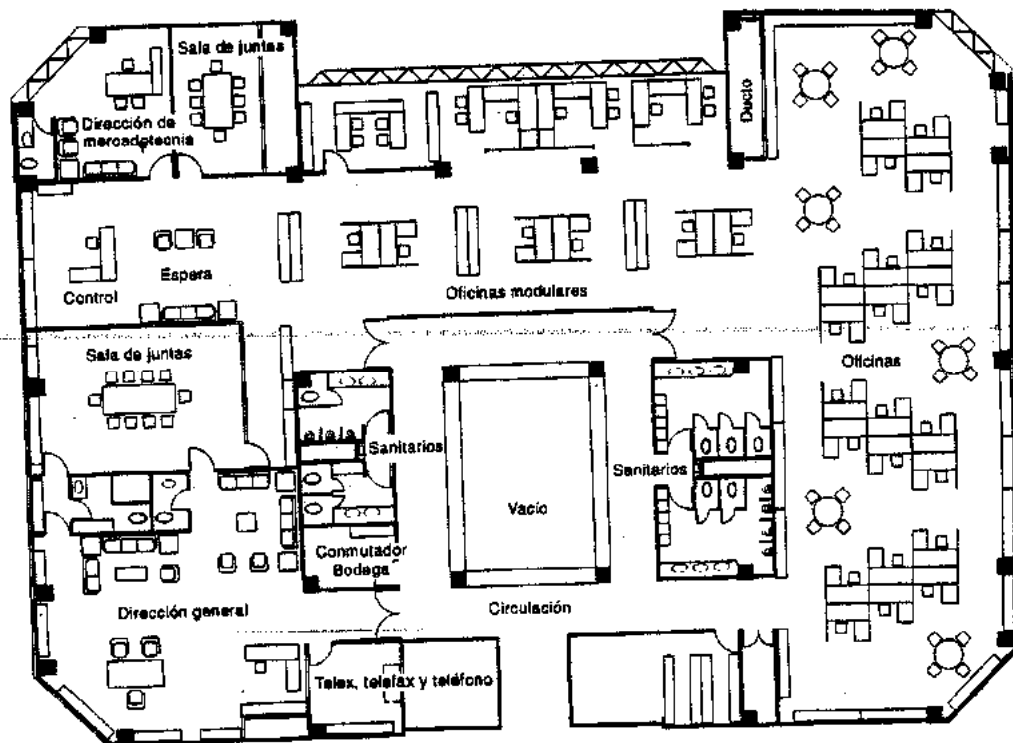 Sala de juntas
Dirección de
mercadotecnia
Ducto
Espera
Control
Oficinas modulares
Sala de juntas
Oficinas
Sanitarios
Sanitarios
Vacío
Conmutador
Bodega
Dirección general
Circulación
Telex, telefax y teléfono